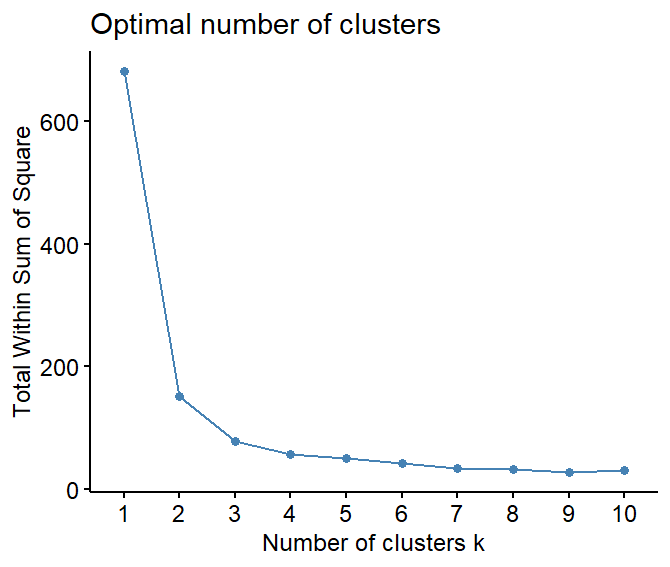 Optimal number of clusters
Total Within Sum of Square
600
400
200
0
1 2 3 4 5 6 7 8 9 10
Number of clusters k